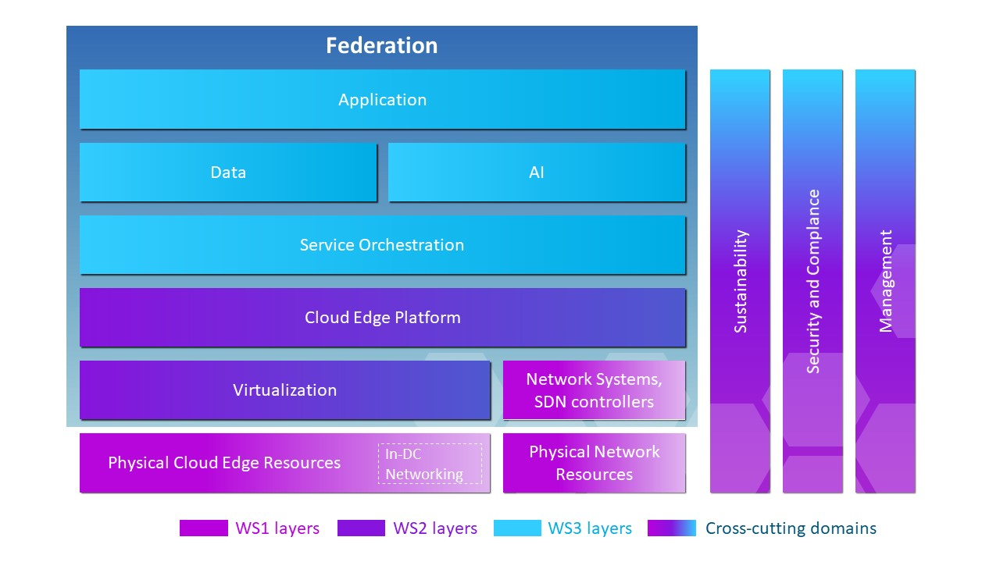 Federation
Application
Data
AI
Service Orchestration
Cloud Edge Platform
Virtualization
Network Systems,
SDN controllers
Physical Cloud Edge Resources
In-DC
Networking
Physical Network
Resources
Sustainability
Security and Compliance
Management
WS1 layers
WS2 layers
WS3 layers
Cross-cutting domains